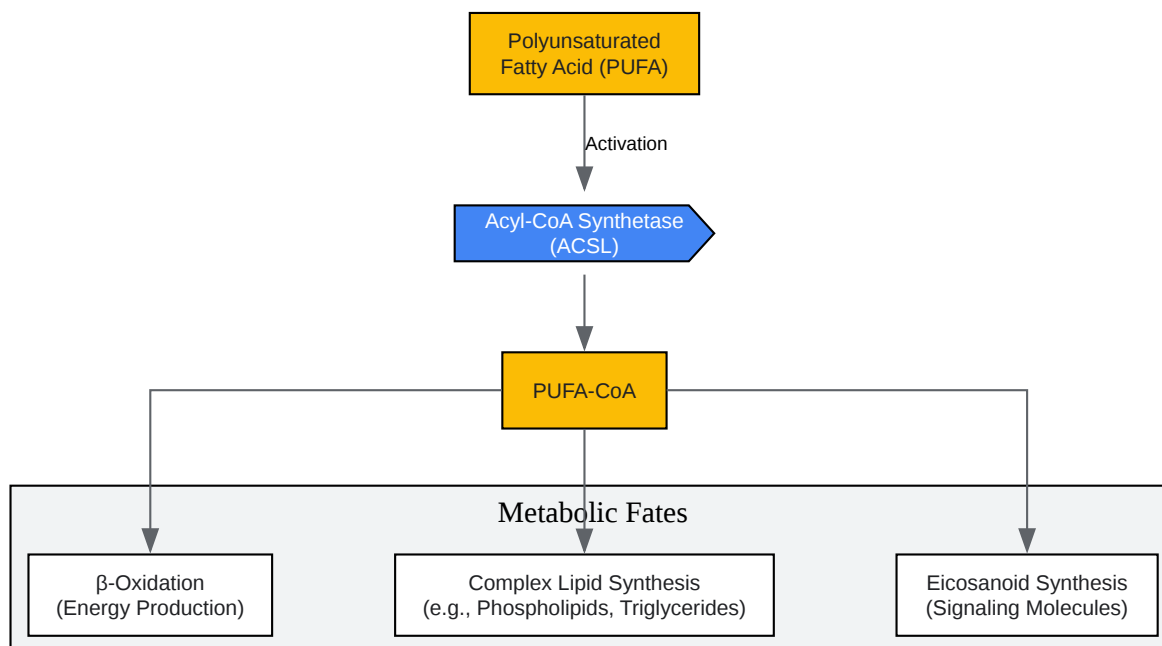 Polyunsaturated
Fatty Acid (PUFA)
Activation
Acyl-CoA Synthetase
(ACSL)
PUFA-CoA
Metabolic Fates
β-Oxidation
(Energy Production)
Complex Lipid Synthesis
(e.g., Phospholipids, Triglycerides)
Eicosanoid Synthesis
(Signaling Molecules)